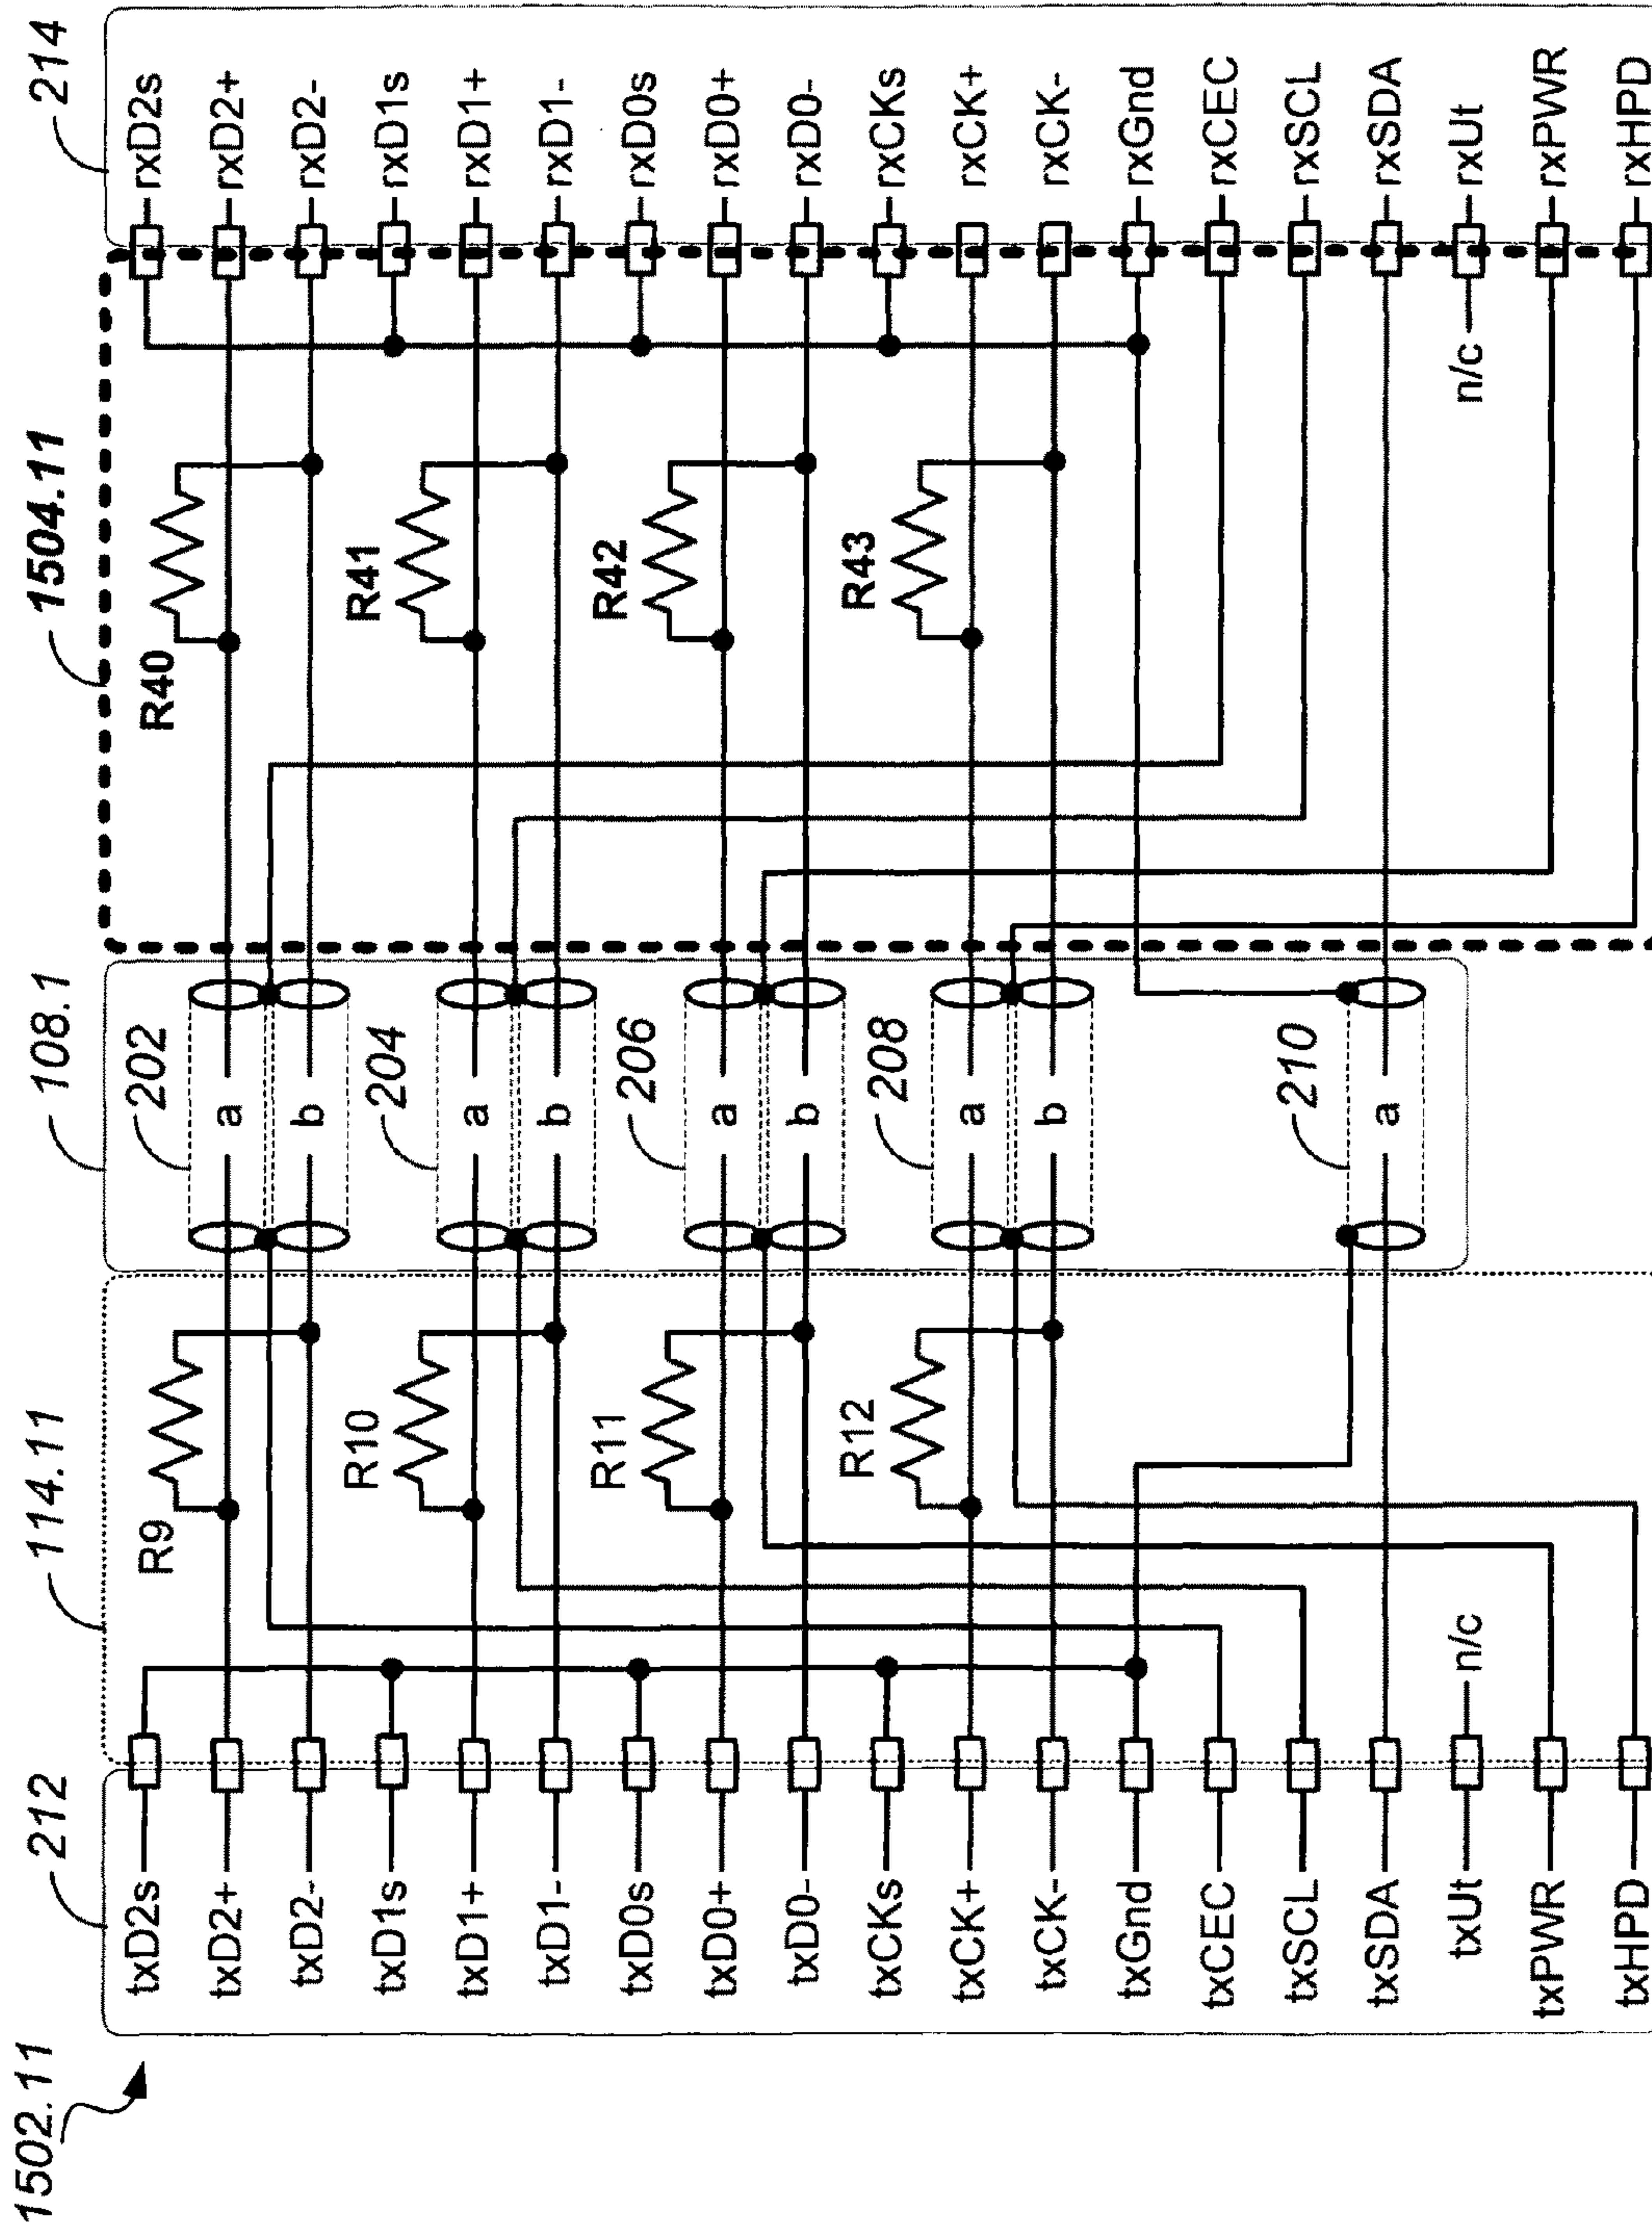 1502.11
212
114.11
108.1
1504.11
214
txD2s
txD2+
txD2-
txD1s
txD1+
txD1-
txD0s
txD0+
txD0-
txCKs
txCK+
txCK-
txGnd
txCEC
txSCL
txSDA
txUt
txPWR
txHPD
R9
R10
R11
R12
n/c
202
a
b
204
a
b
206
a
b
208
a
b
210
a
R40
R41
R42
R43
n/c
rxD2s
rxD2+
rxD2-
rxD1s
rxD1+
rxD1-
rxD0s
rxD0+
rxD0-
rxCKs
rxCK+
rxCK-
rxGnd
rxCEC
rxSCL
rxSDA
rxUt
rxPWR
rxHPD